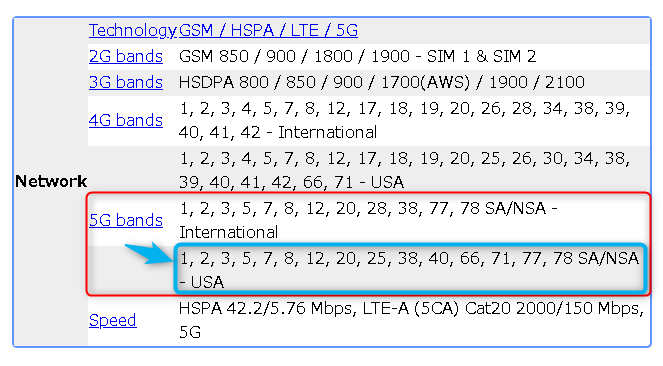 Technology GSM / HSPA / LTE / 5G
2G bands GSM 850 / 900 / 1800 / 1900 - SIM 1 & SIM 2
3G bands HSDPA 800 / 850 / 900 / 1700(AWS) / 1900 / 2100
4G bands 1, 2, 3, 4, 5, 7, 8, 12, 17, 18, 19, 20, 26, 28, 34, 38, 39,
40, 41, 42 - International
1, 2, 3, 4, 5, 7, 8, 12, 17, 18, 19, 20, 25, 26, 30, 34, 38,
39, 40, 41, 42, 66, 71 - USA
Network
5G bands 1, 2, 3, 5, 7, 8, 12, 20, 28, 38, 77, 78 SA/NSA -
International
1, 2, 3, 5, 7, 8, 12, 20, 25, 38, 40, 66, 71, 77, 78 SA/NSA
- USA
Speed HSPA 42.2/5.76 Mbps, LTE-A (5CA) Cat20 2000/150 Mbps,
5G